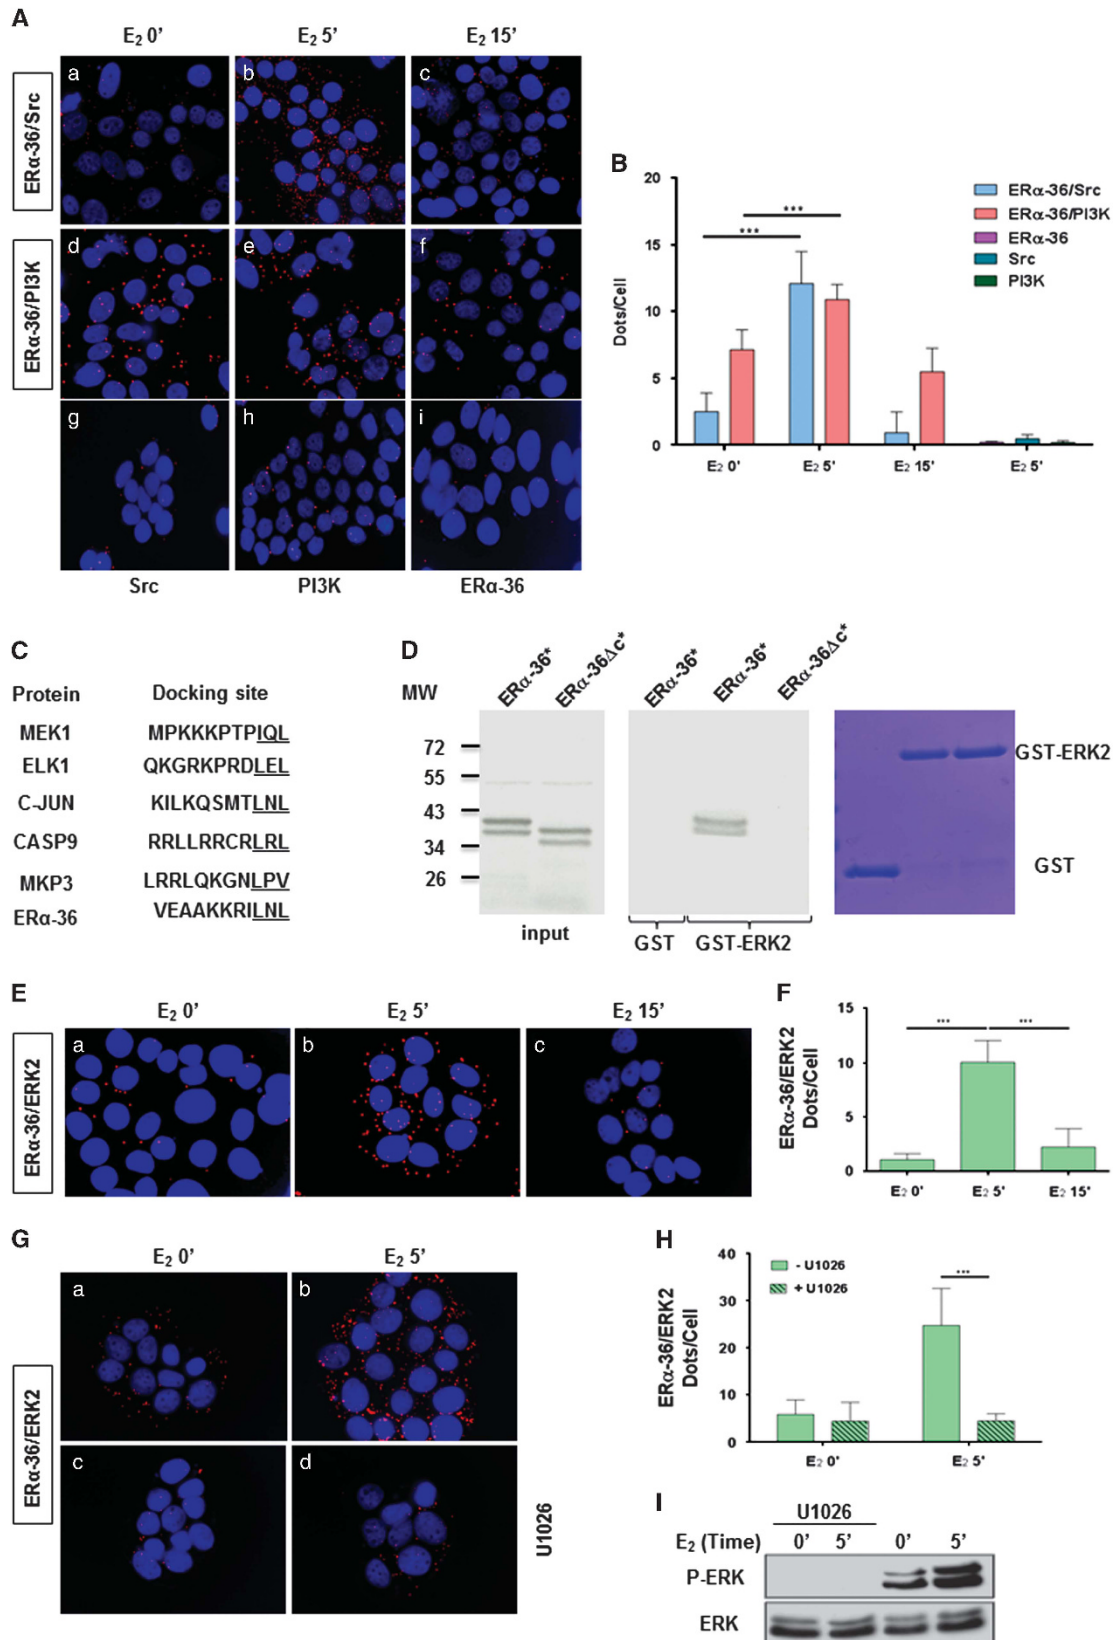 A
E2 0' E2 5' E2 15'
ERα-36/Src
a b c
ERα-36/PI3K
d e f
g h i
Src PI3K ERα-36
B
Dots/Cell
20
15
10
5
0
*** ***
ERα-36/Src
ERα-36/PI3K
ERα-36
Src
PI3K
E2 0' E2 5' E2 15' E2 5'
C
Protein Docking site
MEK1 MPKKKPTPIQL
ELK1 QKGRKPRDLEL
C-JUN KILKQSMTLNL
CASP9 RRLLRRCRLRL
MKP3 LRRLQKGNLPV
ERα-36 VEAAKKRILNL
D
MW
ERα-36* ERα-36Δc* ERα-36* ERα-36* ERα-36Δc*
72
55
43
34
26
input
GST GST-ERK2
GST-ERK2
GST
E
E2 0' E2 5' E2 15'
ERα-36/ERK2
a b c
F
ERα-36/ERK2
Dots/Cell
15
10
5
0
*** ***
E2 0' E2 5' E2 15'
G
E2 0' E2 5'
ERα-36/ERK2
a b
c d
U1026
H
ERα-36/ERK2
Dots/Cell
40
30
20
10
0
- U1026
+ U1026
***
E2 0' E2 5'
I
U1026
E2 (Time) 0' 5' 0' 5'
P-ERK
ERK